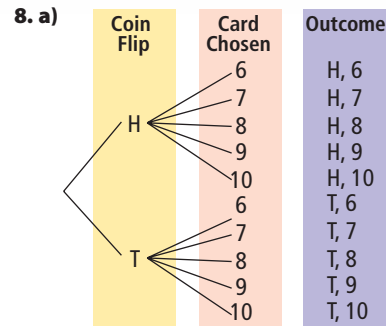 8. a) Coin Flip Card Chosen Outcome
6 H, 6
7 H, 7
H 8 H, 8
9 H, 9
10 H, 10
6 T, 6
7 T, 7
T 8 T, 8
9 T, 9
10 T, 10